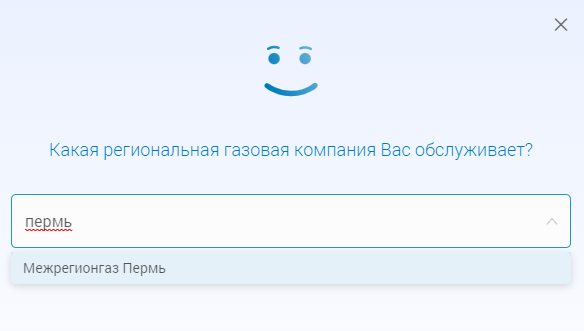 Какая региональная газовая компания Вас обслуживает?
пермь
Межрегионгаз Пермь